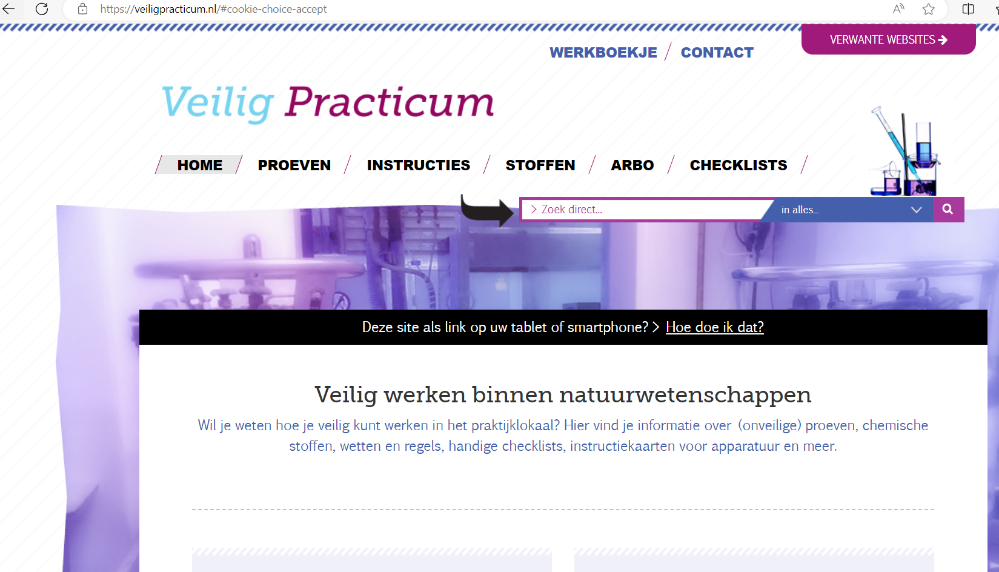 https://veiligpracticum.nl/#cookie-choice-accept
VERWANTE WEBSITES
WERKBOEKJE CONTACT
Veilig Practicum
HOME PROEVEN INSTRUCTIES STOFFEN ARBO CHECKLISTS
> Zoek direct... in alles...
Deze site als link op uw tablet of smartphone? > Hoe doe ik dat?
Veilig werken binnen natuurwetenschappen
Wil je weten hoe je veilig kunt werken in het praktijklokaal? Hier vind je informatie over (onveilige) proeven, chemische
stoffen, wetten en regels, handige checklists, instructiekaarten voor apparatuur en meer.